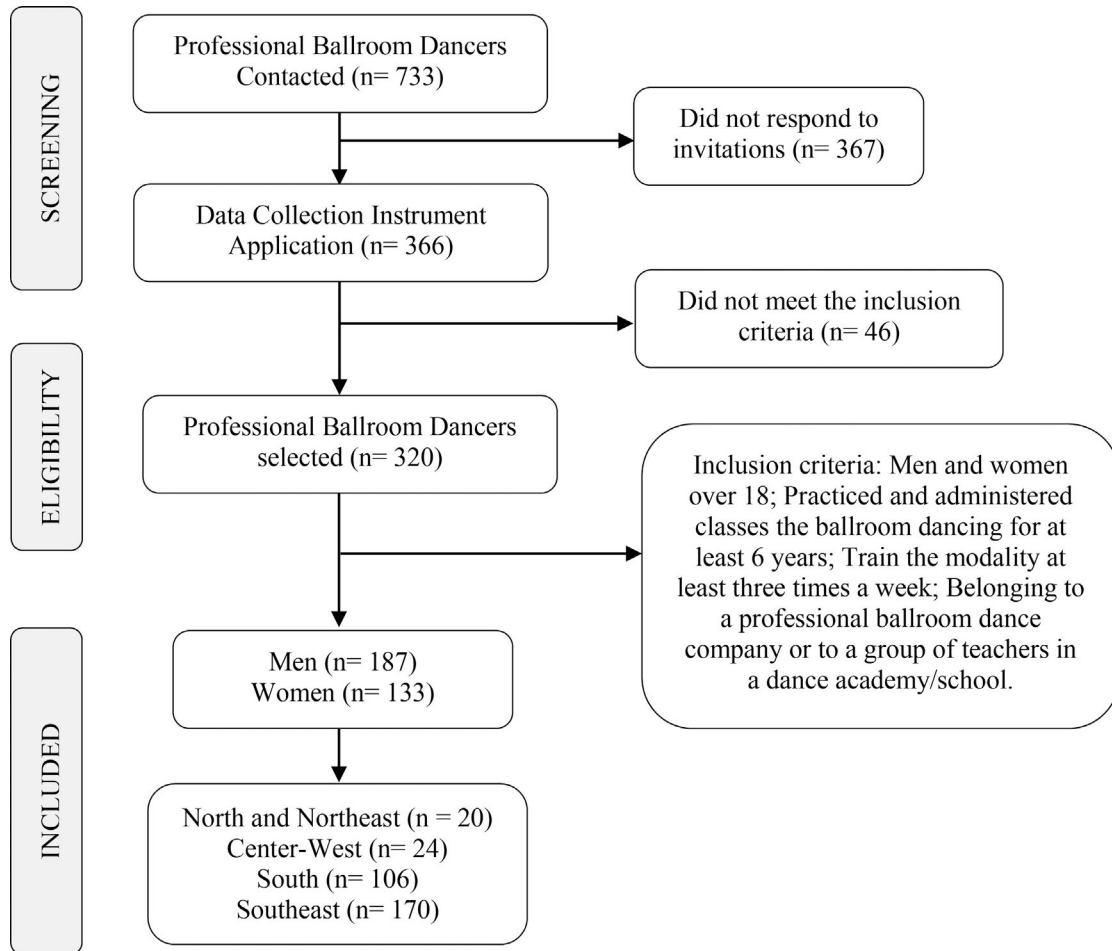 SCREENING
Professional Ballroom Dancers
Contacted (n= 733)
Did not respond to
invitations (n= 367)
Data Collection Instrument
Application (n= 366)
Did not meet the inclusion
criteria (n= 46)
ELIGIBILITY
Professional Ballroom Dancers
selected (n= 320)
Inclusion criteria: Men and women
over 18; Practiced and administered
classes the ballroom dancing for at
least 6 years; Train the modality at
least three times a week; Belonging to
a professional ballroom dance
company or to a group of teachers in
a dance academy/school.
INCLUDED
Men (n= 187)
Women (n= 133)
North and Northeast (n = 20)
Center-West (n= 24)
South (n= 106)
Southeast (n= 170)